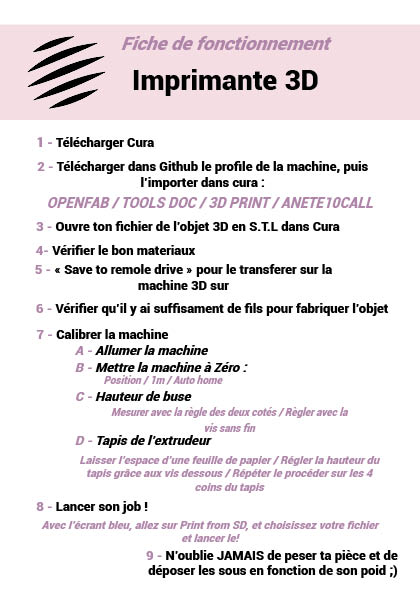 Fiche de fonctionnement
Imprimante 3D
1 - Télécharger Cura
2 - Télécharger dans Github le profile de la machine, puis
l'importer dans cura :
OPENFAB / TOOLS DOC / 3D PRINT / ANETE10CALL
3 - Ouvre ton fichier de l'objet 3D en S.T.L dans Cura
4- Vérifier le bon materiaux
5 - « Save to remole drive » pour le transferer sur la
machine 3D sur
6 - Vérifier qu'il y ai suffisament de fils pour fabriquer l'objet
7 - Calibrer la machine
A - Allumer la machine
B - Mettre la machine à Zéro :
Position / 1m / Auto home
C - Hauteur de buse
Mesurer avec la règle des deux cotés / Règler avec la
vis sans fin
D - Tapis de l'extrudeur
Laisser l'espace d'une feuille de papier / Régler la hauteur du
tapis grâce aux vis dessous / Répéter le procéder sur les 4
coins du tapis
8 - Lancer son job !
Avec l'écran bleu, allez sur Print from SD, et choisissez votre fichier
et lancer le!
9 - N'oublie JAMAIS de peser ta pièce et de
déposer les sous en fonction de son poid ;)